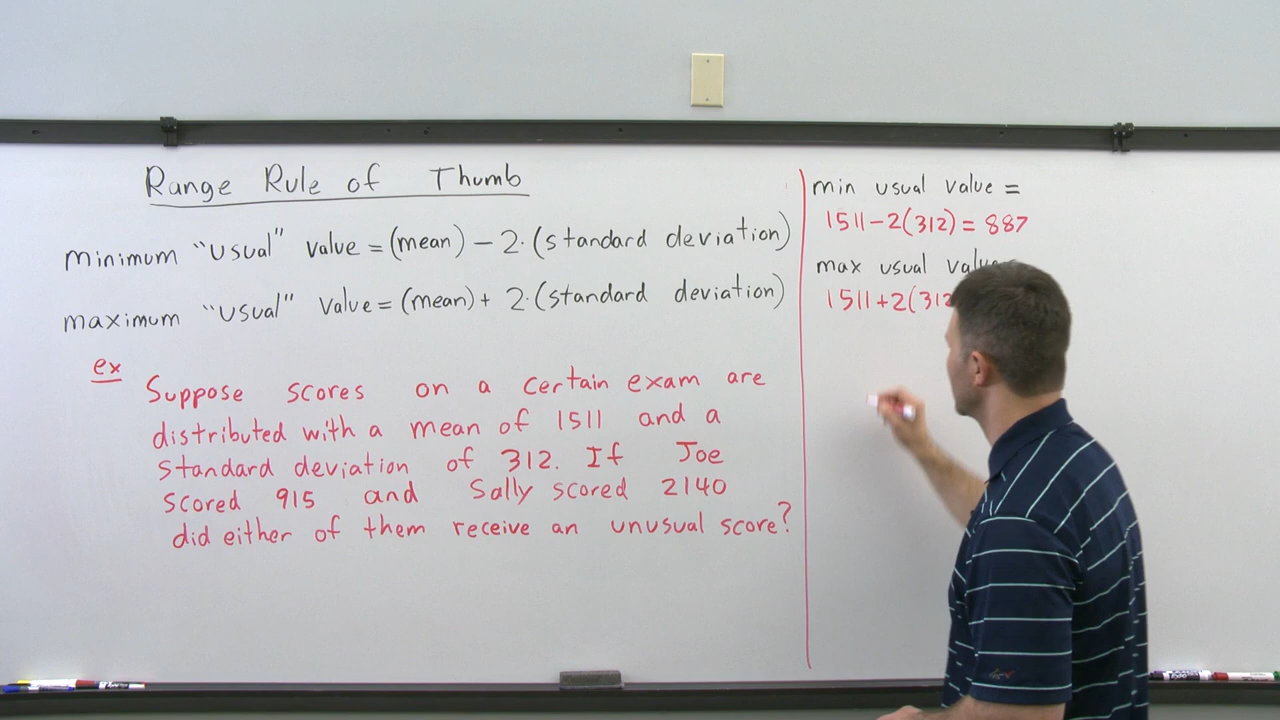 Range Rule of Thumb
minimum "usual" value = (mean) − 2·(standard deviation)
maximum "usual" value = (mean) + 2·(standard deviation)
ex
Suppose scores on a certain exam are
distributed with a mean of 1511 and a
standard deviation of 312. If Joe
scored 915 and Sally scored 2140
did either of them receive an unusual score?
min usual value =
1511−2(312) = 887
max usual value
1511+2(312